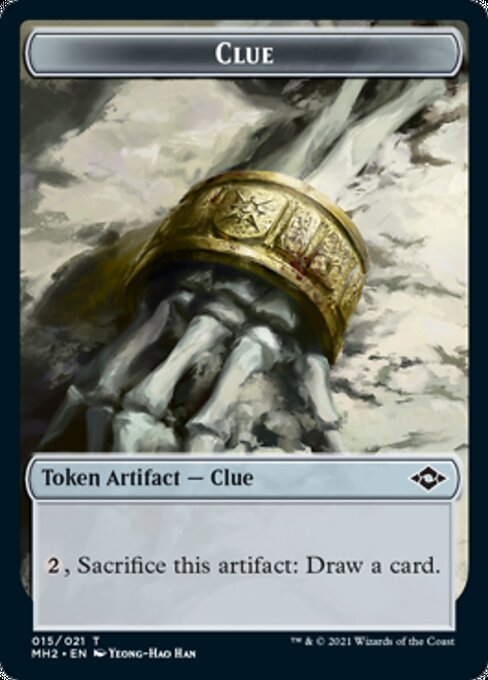 CLUE
Token Artifact — Clue
2, Sacrifice this artifact: Draw a card.
015/021 T
MH2 • EN Yeong-Hao Han
™ & © 2021 Wizards of the Coast